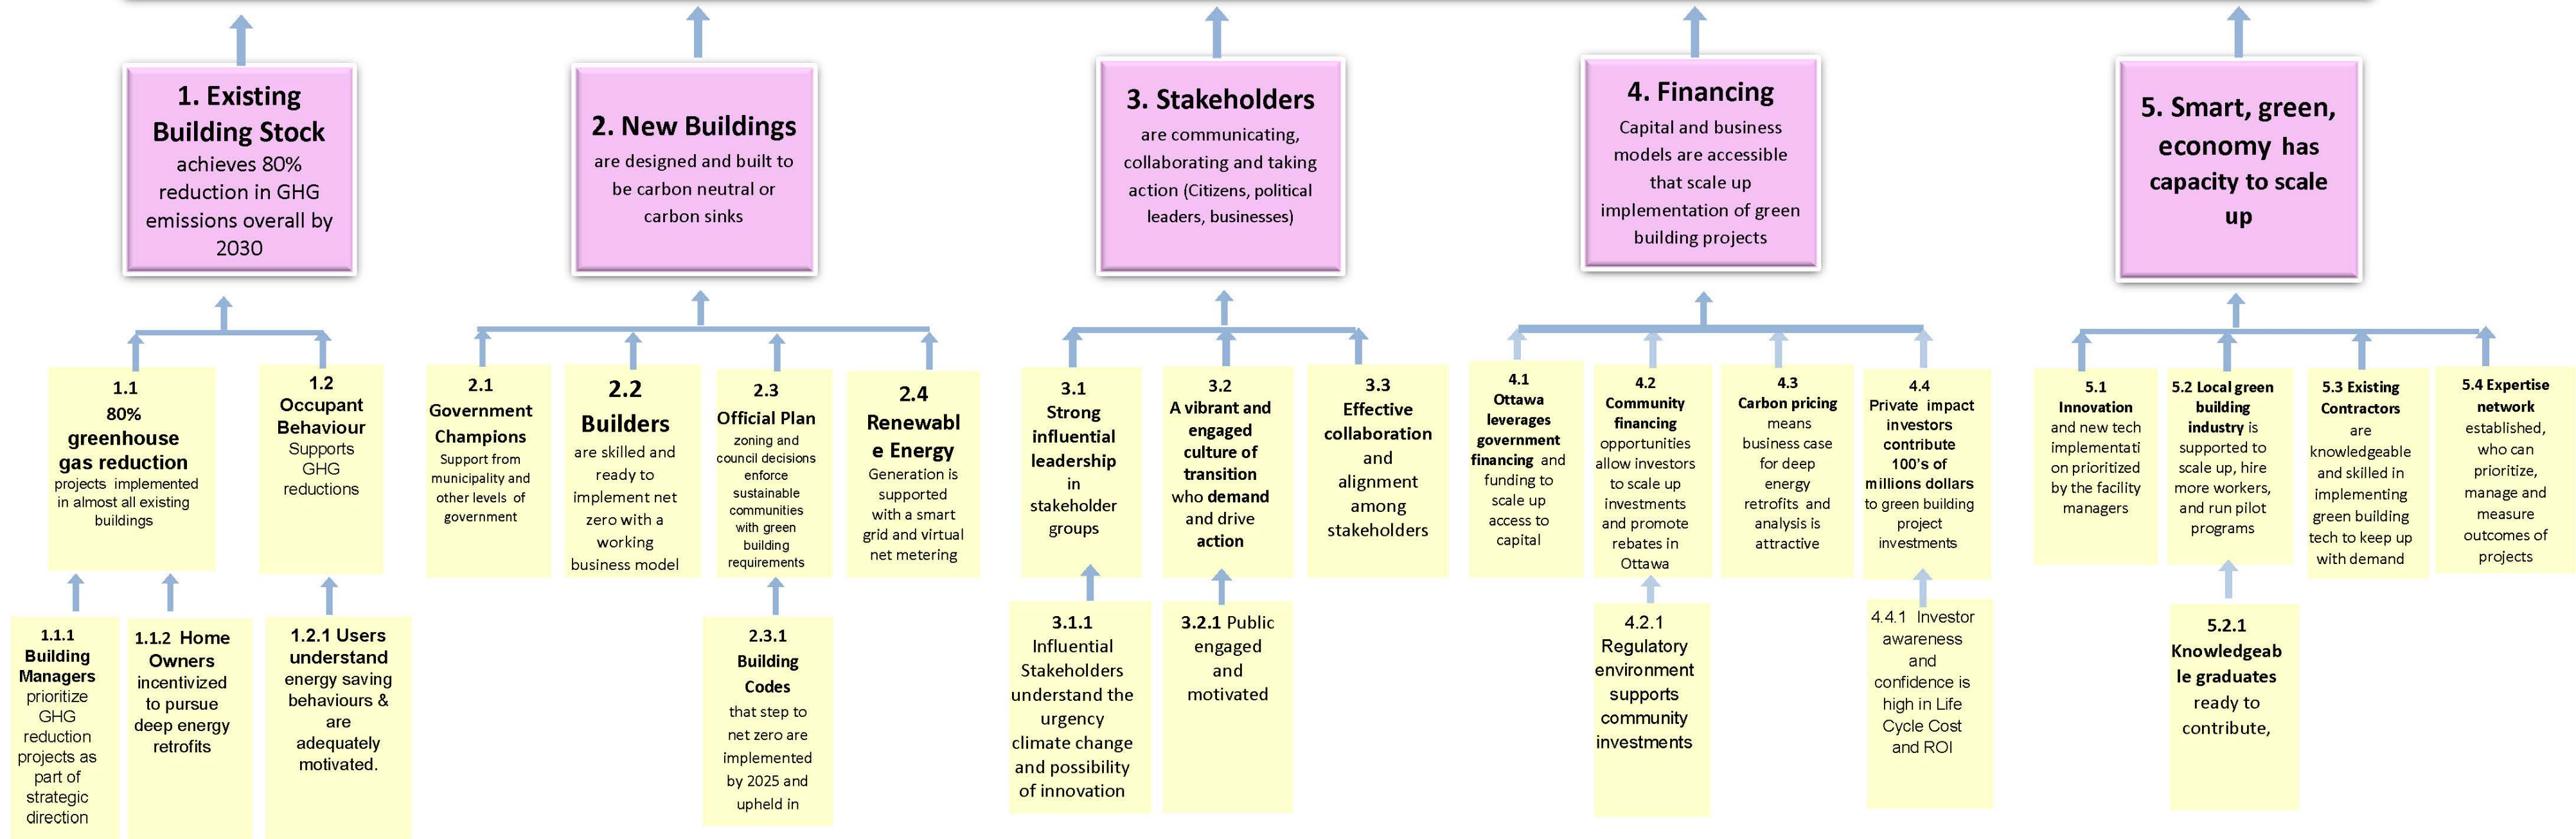 1. Existing
Building Stock
achieves 80%
reduction in GHG
emissions overall by
2030
2. New Buildings
are designed and built to
be carbon neutral or
carbon sinks
3. Stakeholders
are communicating,
collaborating and taking
action (Citizens, political
leaders, businesses)
4. Financing
Capital and business
models are accessible
that scale up
implementation of green
building projects
5. Smart, green,
economy has
capacity to scale
up
1.1
80%
greenhouse
gas reduction
projects implemented
in almost all existing
buildings
1.2
Occupant
Behaviour
Supports
GHG
reductions
2.1
Government
Champions
Support from
municipality and
other levels of
government
2.2
Builders
are skilled and
ready to
implement net
zero with a
working
business model
2.3
Official Plan
zoning and
council decisions
enforce
sustainable
communities
with green
building
requirements
2.4
Renewabl
e Energy
Generation is
supported
with a smart
grid and virtual
net metering
3.1
Strong
influential
leadership
in
stakeholder
groups
3.2
A vibrant and
engaged
culture of
transition
who demand
and drive
action
3.3
Effective
collaboration
and
alignment
among
stakeholders
4.1
Ottawa
leverages
government
financing and
funding to
scale up
access to
capital
4.2
Community
financing
opportunities
allow investors
to scale up
investments
and promote
rebates in
Ottawa
4.3
Carbon pricing
means
business case
for deep
energy
retrofits and
analysis is
attractive
4.4
Private impact
investors
contribute
100's of
millions dollars
to green building
project
investments
5.1
Innovation
and new tech
implementati
on prioritized
by the facility
managers
5.2 Local green
building
industry is
supported to
scale up, hire
more workers,
and run pilot
programs
5.3 Existing
Contractors
are
knowledgeable
and skilled in
implementing
green building
tech to keep up
with demand
5.4 Expertise
network
established,
who can
prioritize,
manage and
measure
outcomes of
projects
1.1.1
Building
Managers
prioritize
GHG
reduction
projects as
part of
strategic
direction
1.1.2 Home
Owners
incentivized
to pursue
deep energy
retrofits
1.2.1 Users
understand
energy saving
behaviours &
are
adequately
motivated.
2.3.1
Building
Codes
that step to
net zero are
implemented
by 2025 and
upheld in
3.1.1
Influential
Stakeholders
understand the
urgency
climate change
and possibility
of innovation
3.2.1 Public
engaged
and
motivated
4.2.1
Regulatory
environment
supports
community
investments
4.4.1 Investor
awareness
and
confidence is
high in Life
Cycle Cost
and ROI
5.2.1
Knowledgeab
le graduates
ready to
contribute,